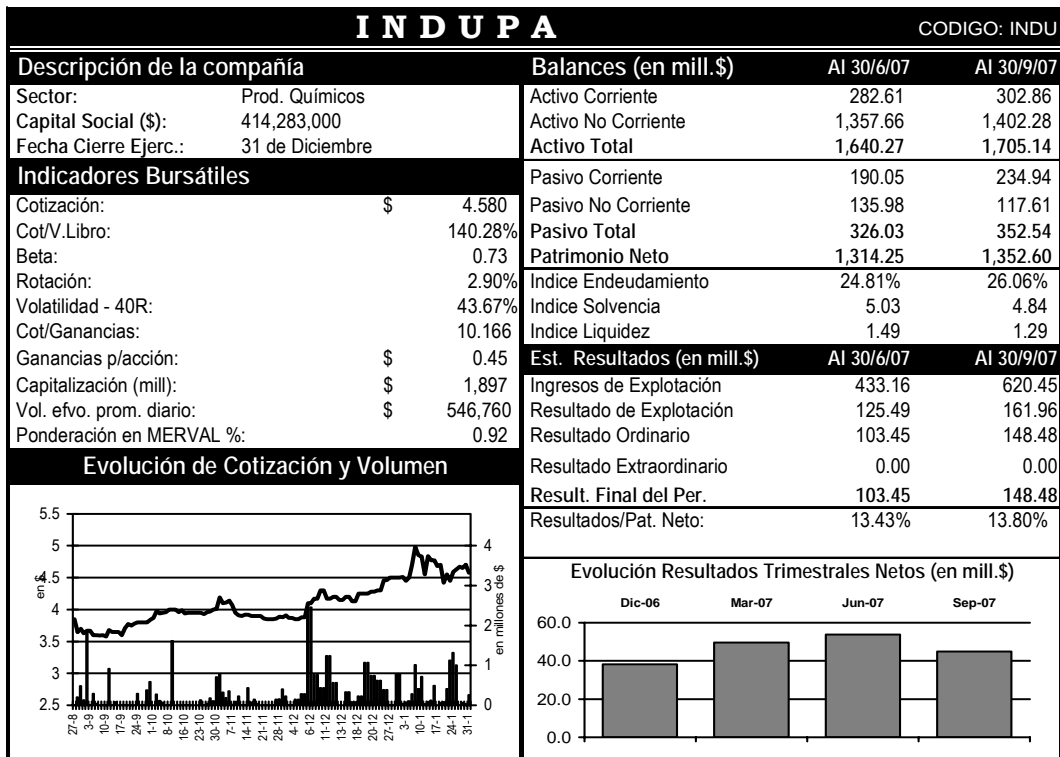 INDUPA
CODIGO: INDU
Descripción de la compañía
Sector: Prod. Químicos
Capital Social ($): 414,283,000
Fecha Cierre Ejerc.: 31 de Diciembre
Indicadores Bursátiles
Cotización: $ 4.580
Cot/V.Libro: 140.28%
Beta: 0.73
Rotación: 2.90%
Volatilidad - 40R: 43.67%
Cot/Ganancias: 10.166
Ganancias p/acción: $ 0.45
Capitalización (mill): $ 1,897
Vol. efvo. prom. diario: $ 546,760
Ponderación en MERVAL %: 0.92
Evolución de Cotización y Volumen
5.5
5
4.5
4
3.5
3
2.5
en $
4
3
2
1
0
en millones de $
27-8 3-9 10-9 17-9 24-9 1-10 8-10 16-10 23-10 30-10 7-11 14-11 21-11 28-11 4-12 6-12 11-12 13-12 18-12 20-12 27-12 3-1 10-1 17-1 24-1 31-1
Balances (en mill.$) Al 30/6/07 Al 30/9/07
Activo Corriente 282.61 302.86
Activo No Corriente 1,357.66 1,402.28
Activo Total 1,640.27 1,705.14
Pasivo Corriente 190.05 234.94
Pasivo No Corriente 135.98 117.61
Pasivo Total 326.03 352.54
Patrimonio Neto 1,314.25 1,352.60
Indice Endeudamiento 24.81% 26.06%
Indice Solvencia 5.03 4.84
Indice Liquidez 1.49 1.29
Est. Resultados (en mill.$) Al 30/6/07 Al 30/9/07
Ingresos de Explotación 433.16 620.45
Resultado de Explotación 125.49 161.96
Resultado Ordinario 103.45 148.48
Resultado Extraordinario 0.00 0.00
Result. Final del Per. 103.45 148.48
Resultados/Pat. Neto: 13.43% 13.80%
Evolución Resultados Trimestrales Netos (en mill.$)
Dic-06 Mar-07 Jun-07 Sep-07
60.0
40.0
20.0
0.0